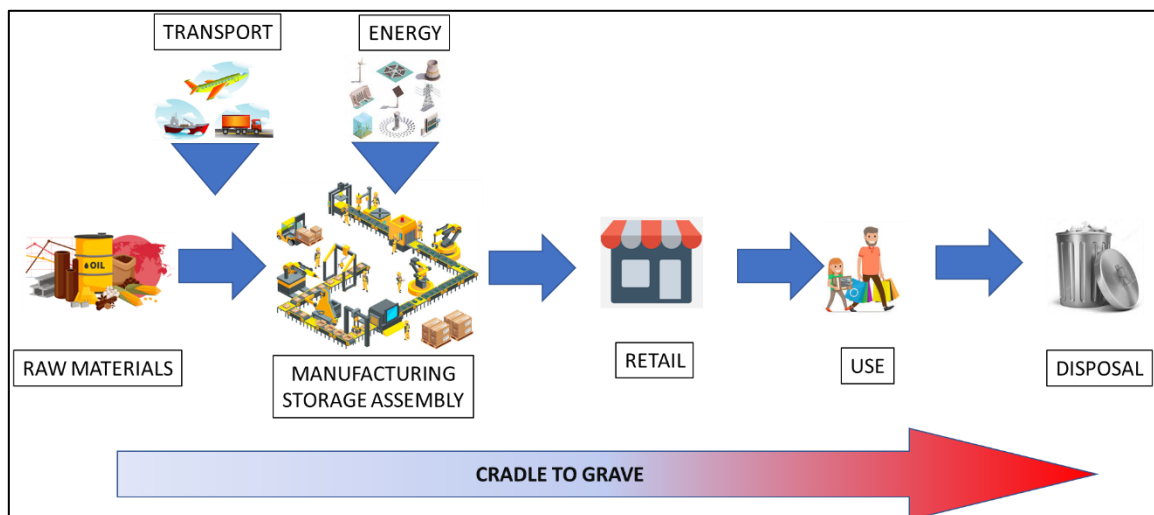 TRANSPORT
ENERGY
OIL
RAW MATERIALS
MANUFACTURING
STORAGE ASSEMBLY
RETAIL
USE
DISPOSAL
CRADLE TO GRAVE